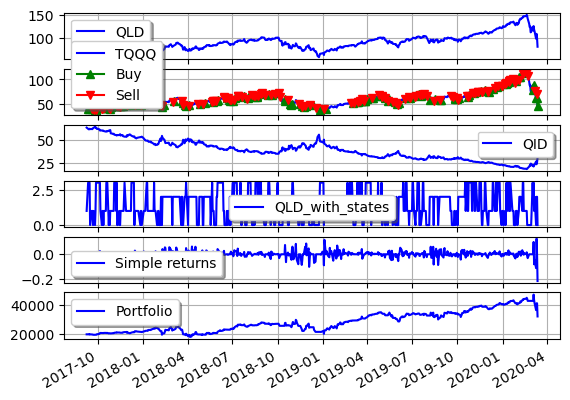 150
100
QLD
TQQQ
Buy
Sell
100
50
50
25
QID
2.5
0.0
QLD_with_states
0.0
−0.2
Simple returns
40000
20000
Portfolio
2017-10
2018-01
2018-04
2018-07
2018-10
2019-01
2019-04
2019-07
2019-10
2020-01
2020-04